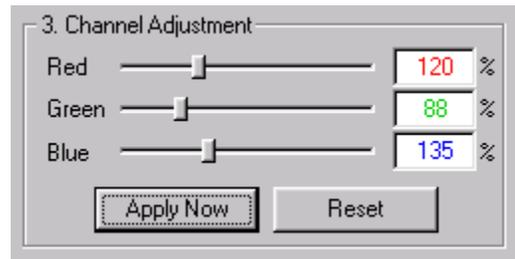 3. Channel Adjustment
Red 120 %
Green 88 %
Blue 135 %
Apply Now Reset